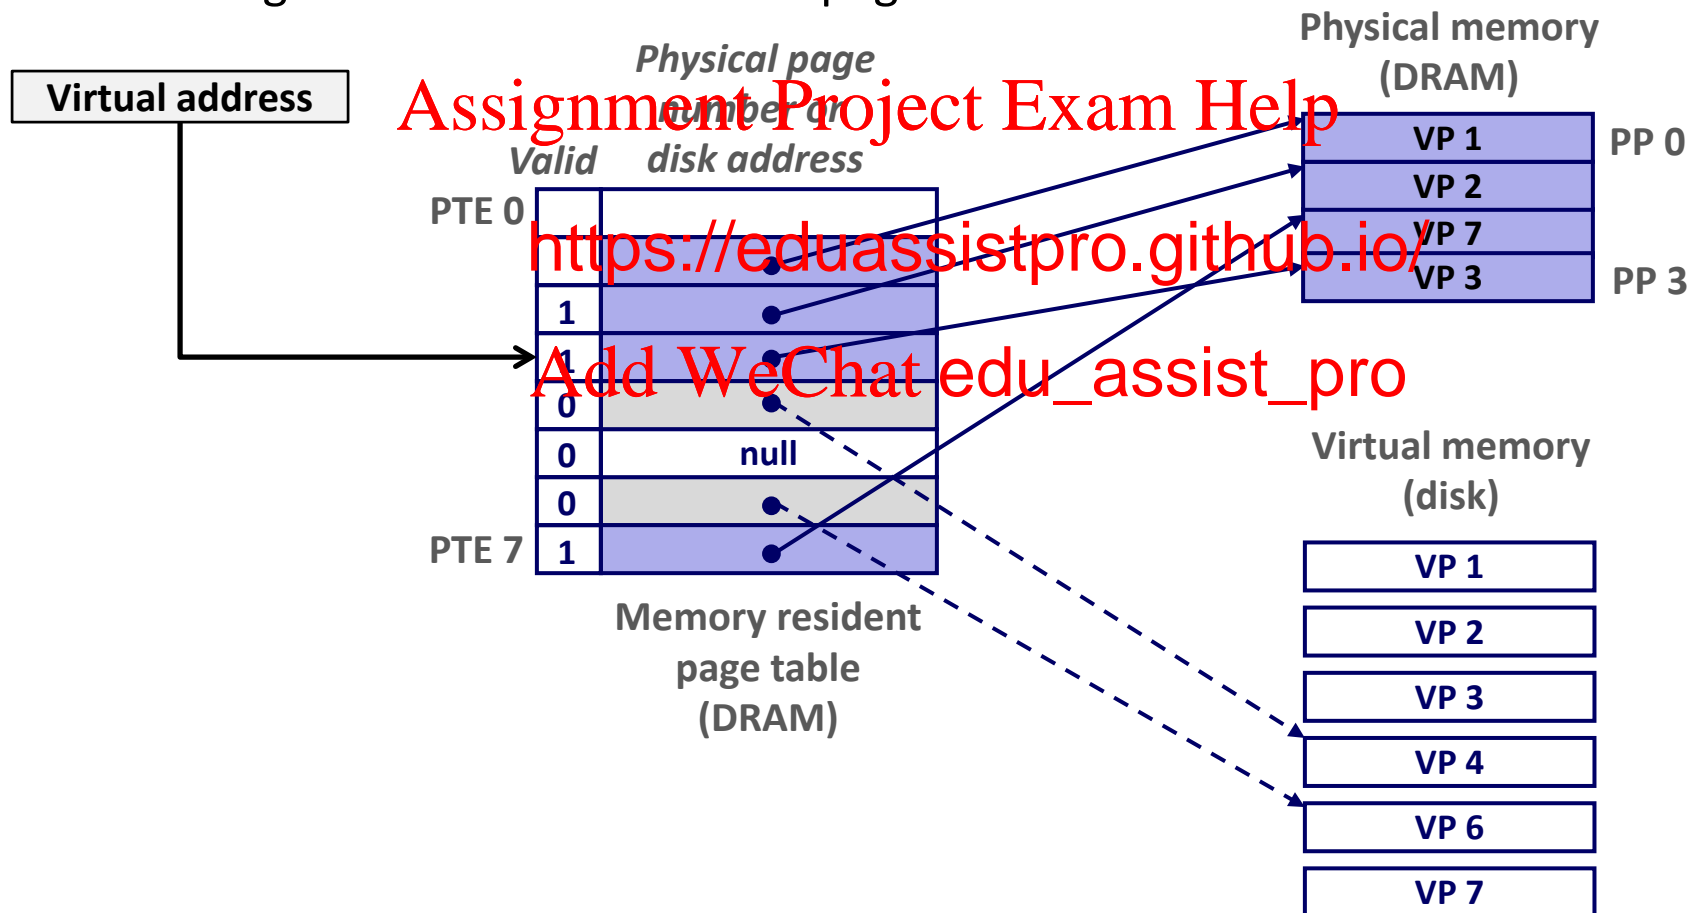 Physical memory
(DRAM)
Physical page
number or
disk address
Virtual address
Assignment Project Exam Help
Valid
VP 1
PP 0
VP 2
PTE 0
https://eduassistpro.github.io/
VP 7
VP 3
PP 3
1
1
Add WeChat edu_assist_pro
0
0
null
Virtual memory
(disk)
0
PTE 7
1
VP 1
Memory resident
page table
(DRAM)
VP 2
VP 3
VP 4
VP 6
VP 7